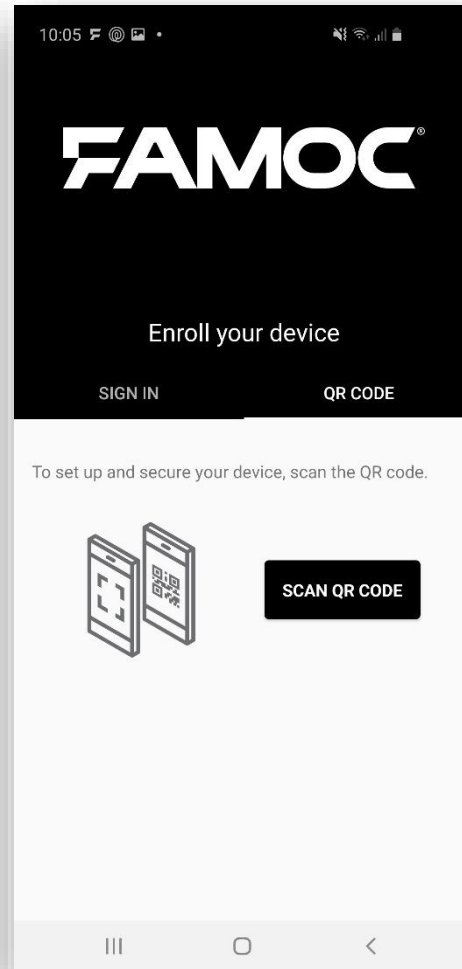 10:05
FAMOC®
Enroll your device
SIGN IN QR CODE
To set up and secure your device, scan the QR code.
SCAN QR CODE